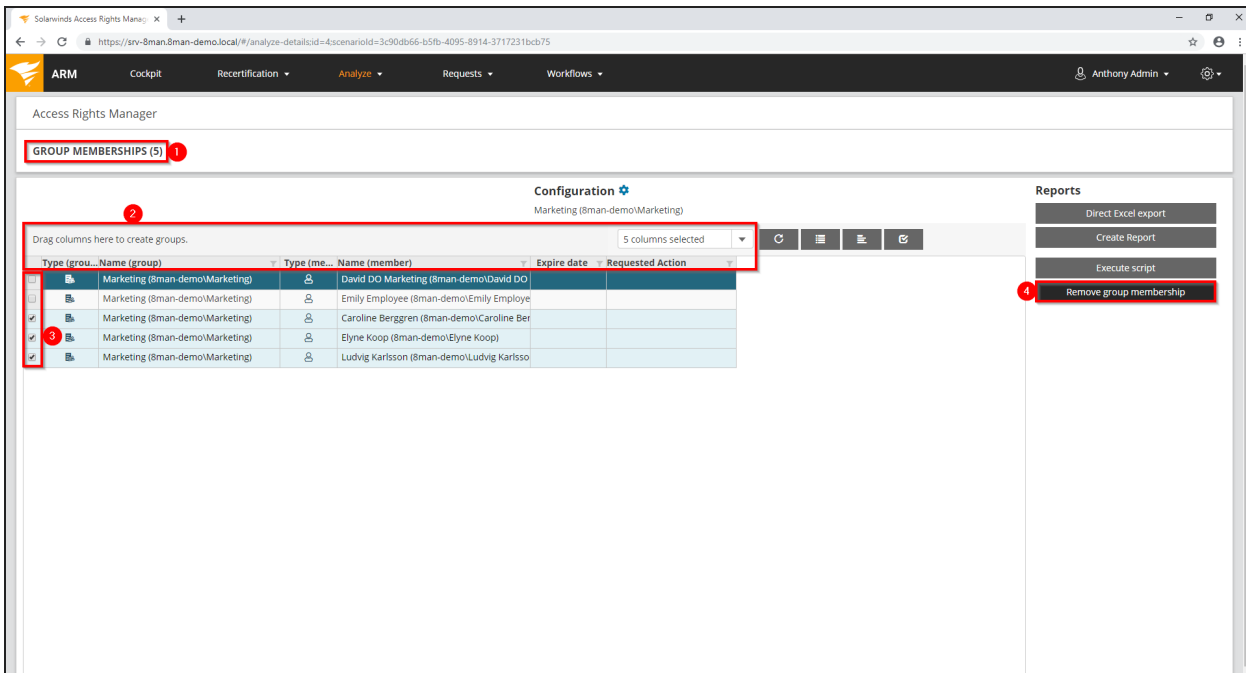 Solarwinds Access Rights Manag
https://srv-8man.8man-demo.local/#/analyze-details;id=4;scenarioId=3c90db66-b5fb-4095-8914-3717231bcb75
ARM Cockpit Recertification Analyze Requests Workflows Anthony Admin
Access Rights Manager
GROUP MEMBERSHIPS (5) 1
Configuration
Marketing (8man-demo\Marketing)
Reports
2
Direct Excel export
Drag columns here to create groups. 5 columns selected
Create Report
Type (grou... Name (group) Type (me... Name (member) Expire date Requested Action
Execute script
Marketing (8man-demo\Marketing) David DO Marketing (8man-demo\David DO
4 Remove group membership
Marketing (8man-demo\Marketing) Emily Employee (8man-demo\Emily Employe
Marketing (8man-demo\Marketing) Caroline Berggren (8man-demo\Caroline Ber
3 Marketing (8man-demo\Marketing) Elyne Koop (8man-demo\Elyne Koop)
Marketing (8man-demo\Marketing) Ludvig Karlsson (8man-demo\Ludvig Karlsso